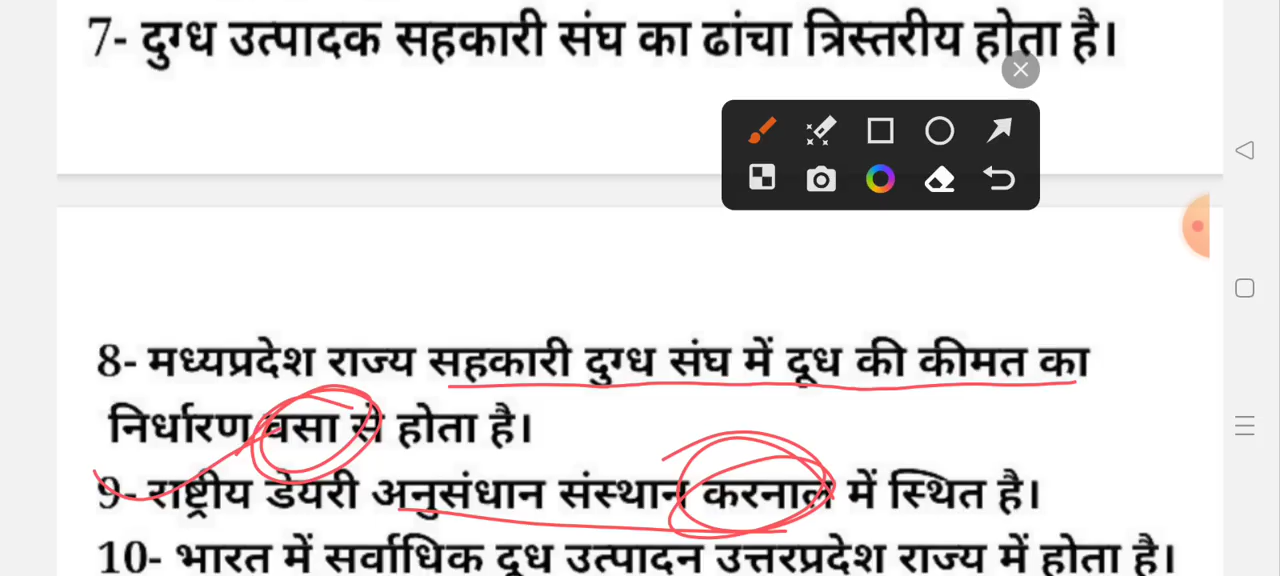 7- दुग्ध उत्पादक सहकारी संघ का ढांचा त्रिस्तरीय होता है।
8- मध्यप्रदेश राज्य सहकारी दुग्ध संघ में दूध की कीमत का
निर्धारण वसा से होता है।
9- राष्ट्रीय डेयरी अनुसंधान संस्थान करनाल में स्थित है।
10- भारत में सर्वाधिक दूध उत्पादन उत्तरप्रदेश राज्य में होता है।